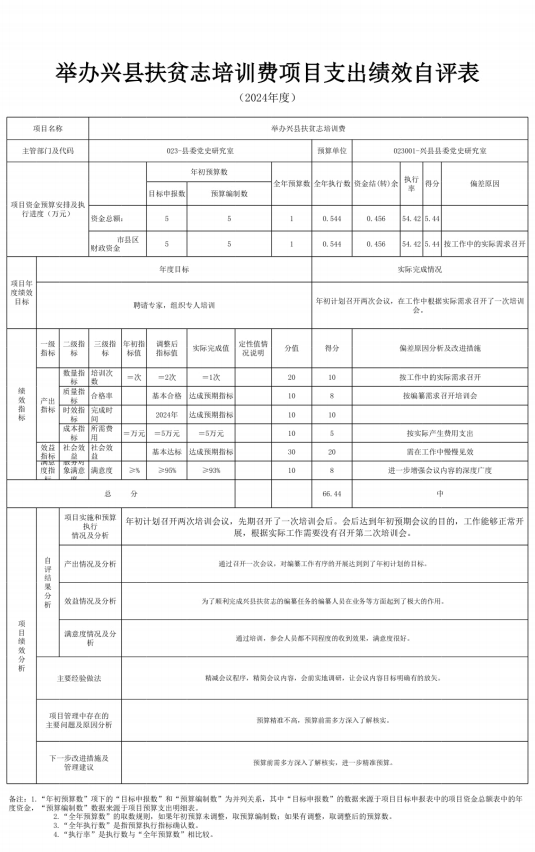 举办兴县扶贫志培训费项目支出绩效自评表
（2024年度）
项目名称 举办兴县扶贫志培训费
主管部门及代码 023-县委党史研究室 预算单位 023001-兴县县委党史研究室
项目资金预算安排及执行进度（万元） 年初预算数 全年预算数 全年执行数 资金结(转)余 执行率 得分 偏差原因
目标申报数 预算编制数
资金总额: 5 5 1 0.544 0.456 54.42 5.44
市县区财政资金 5 5 1 0.544 0.456 54.42 5.44 按工作中的实际需求召开
项目年度绩效目标 年度目标 实际完成情况
聘请专家，组织专人培训 年初计划召开两次会议，在工作中根据实际需求召开了一次培训会。
绩效指标 一级指标 二级指标 三级指标 年初指标值 调整后指标值 实际完成值 定性值情况说明 分值 得分 偏差原因分析及改进措施
产出指标 数量指标 培训次数 ＝次 ＝2次 ＝1次 20 10 按工作中的实际需求召开
质量指标 合格率 基本合格 达成预期指标 10 8 按编纂需求召开培训会
时效指标 完成时间 2024年 达成预期指标 10 10
成本指标 所需费用 ＝万元 ＝5万元 ＝5万元 10 5 按实际产生费用支出
效益指标 社会效益 社会效益 基本达标 达成预期指标 30 20 需在工作中慢慢见效
满意度指标 服务对象满意度 满意度 ≥% ≥95% ≥93% 10 8 进一步增强会议内容的深度广度
总 分 66.44 中
项目绩效分析 自评结果分析 项目实施和预算执行情况及分析 年初计划召开两次培训会议，先期召开了一次培训会后。会后达到年初预期会议的目的，工作能够正常开展，根据实际工作需要没有召开第二次培训会。
产出情况及分析 通过召开一次会议，对编纂工作有序的开展达到到了年初计划的目标。
效益情况及分析 为了顺利完成兴县扶贫志的编纂任务的编纂人员在业务等方面起到了极大的作用。
满意度情况及分析 通过培训，参会人员都不同程度的收到效果，满意度很好。
主要经验做法 精减会议程序，精简会议内容，会前实地调研，让会议内容目标明确有的放矢。
项目管理中存在的主要问题及原因分析 预算精准不高，预算前需多方深入了解核实。
下一步改进措施及管理建议 预算前需多方深入了解核实，进一步精准预算。
备注：1.“年初预算数”项下的“目标申报数”和“预算编制数”为并列关系，其中“目标申报数”的数据来源于项目目标申报表中的项目资金总额表中的年
度资金，“预算编制数”数据来源于项目预算支出明细表。
2.“全年预算数”的取数规则，如果年初预算未调整，取预算编制数；如果有调整，取调整后的预算数。
3.“全年执行数”是指预算执行指标确认数。
4.“执行率”是执行数与“全年预算数”相比较。